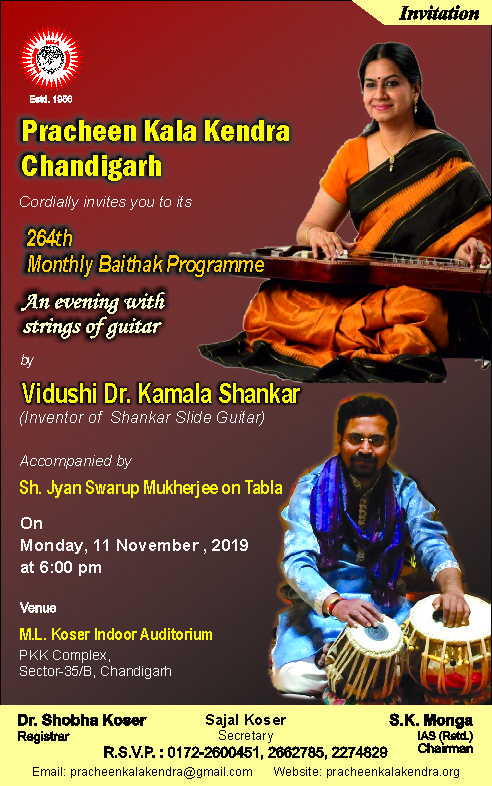 Invitation
Estd. 1956
Pracheen Kala Kendra
Chandigarh
Cordially invites you to its
264th
Monthly Baithak Programme
An evening with
strings of guitar
by
Vidushi Dr. Kamala Shankar
(Inventor of Shankar Slide Guitar)
Accompanied by
Sh. Jyan Swarup Mukherjee on Tabla
On
Monday, 11 November , 2019
at 6:00 pm
Venue
M.L. Koser Indoor Auditorium
PKK Complex,
Sector-35/B, Chandigarh
Dr. Shobha Koser
Registrar
Sajal Koser
Secretary
S.K. Monga
IAS (Retd.)
Chairman
R.S.V.P. : 0172-2600451, 2662785, 2274829
Email: pracheenkalakendra@gmail.com Website: pracheenkalakendra.org